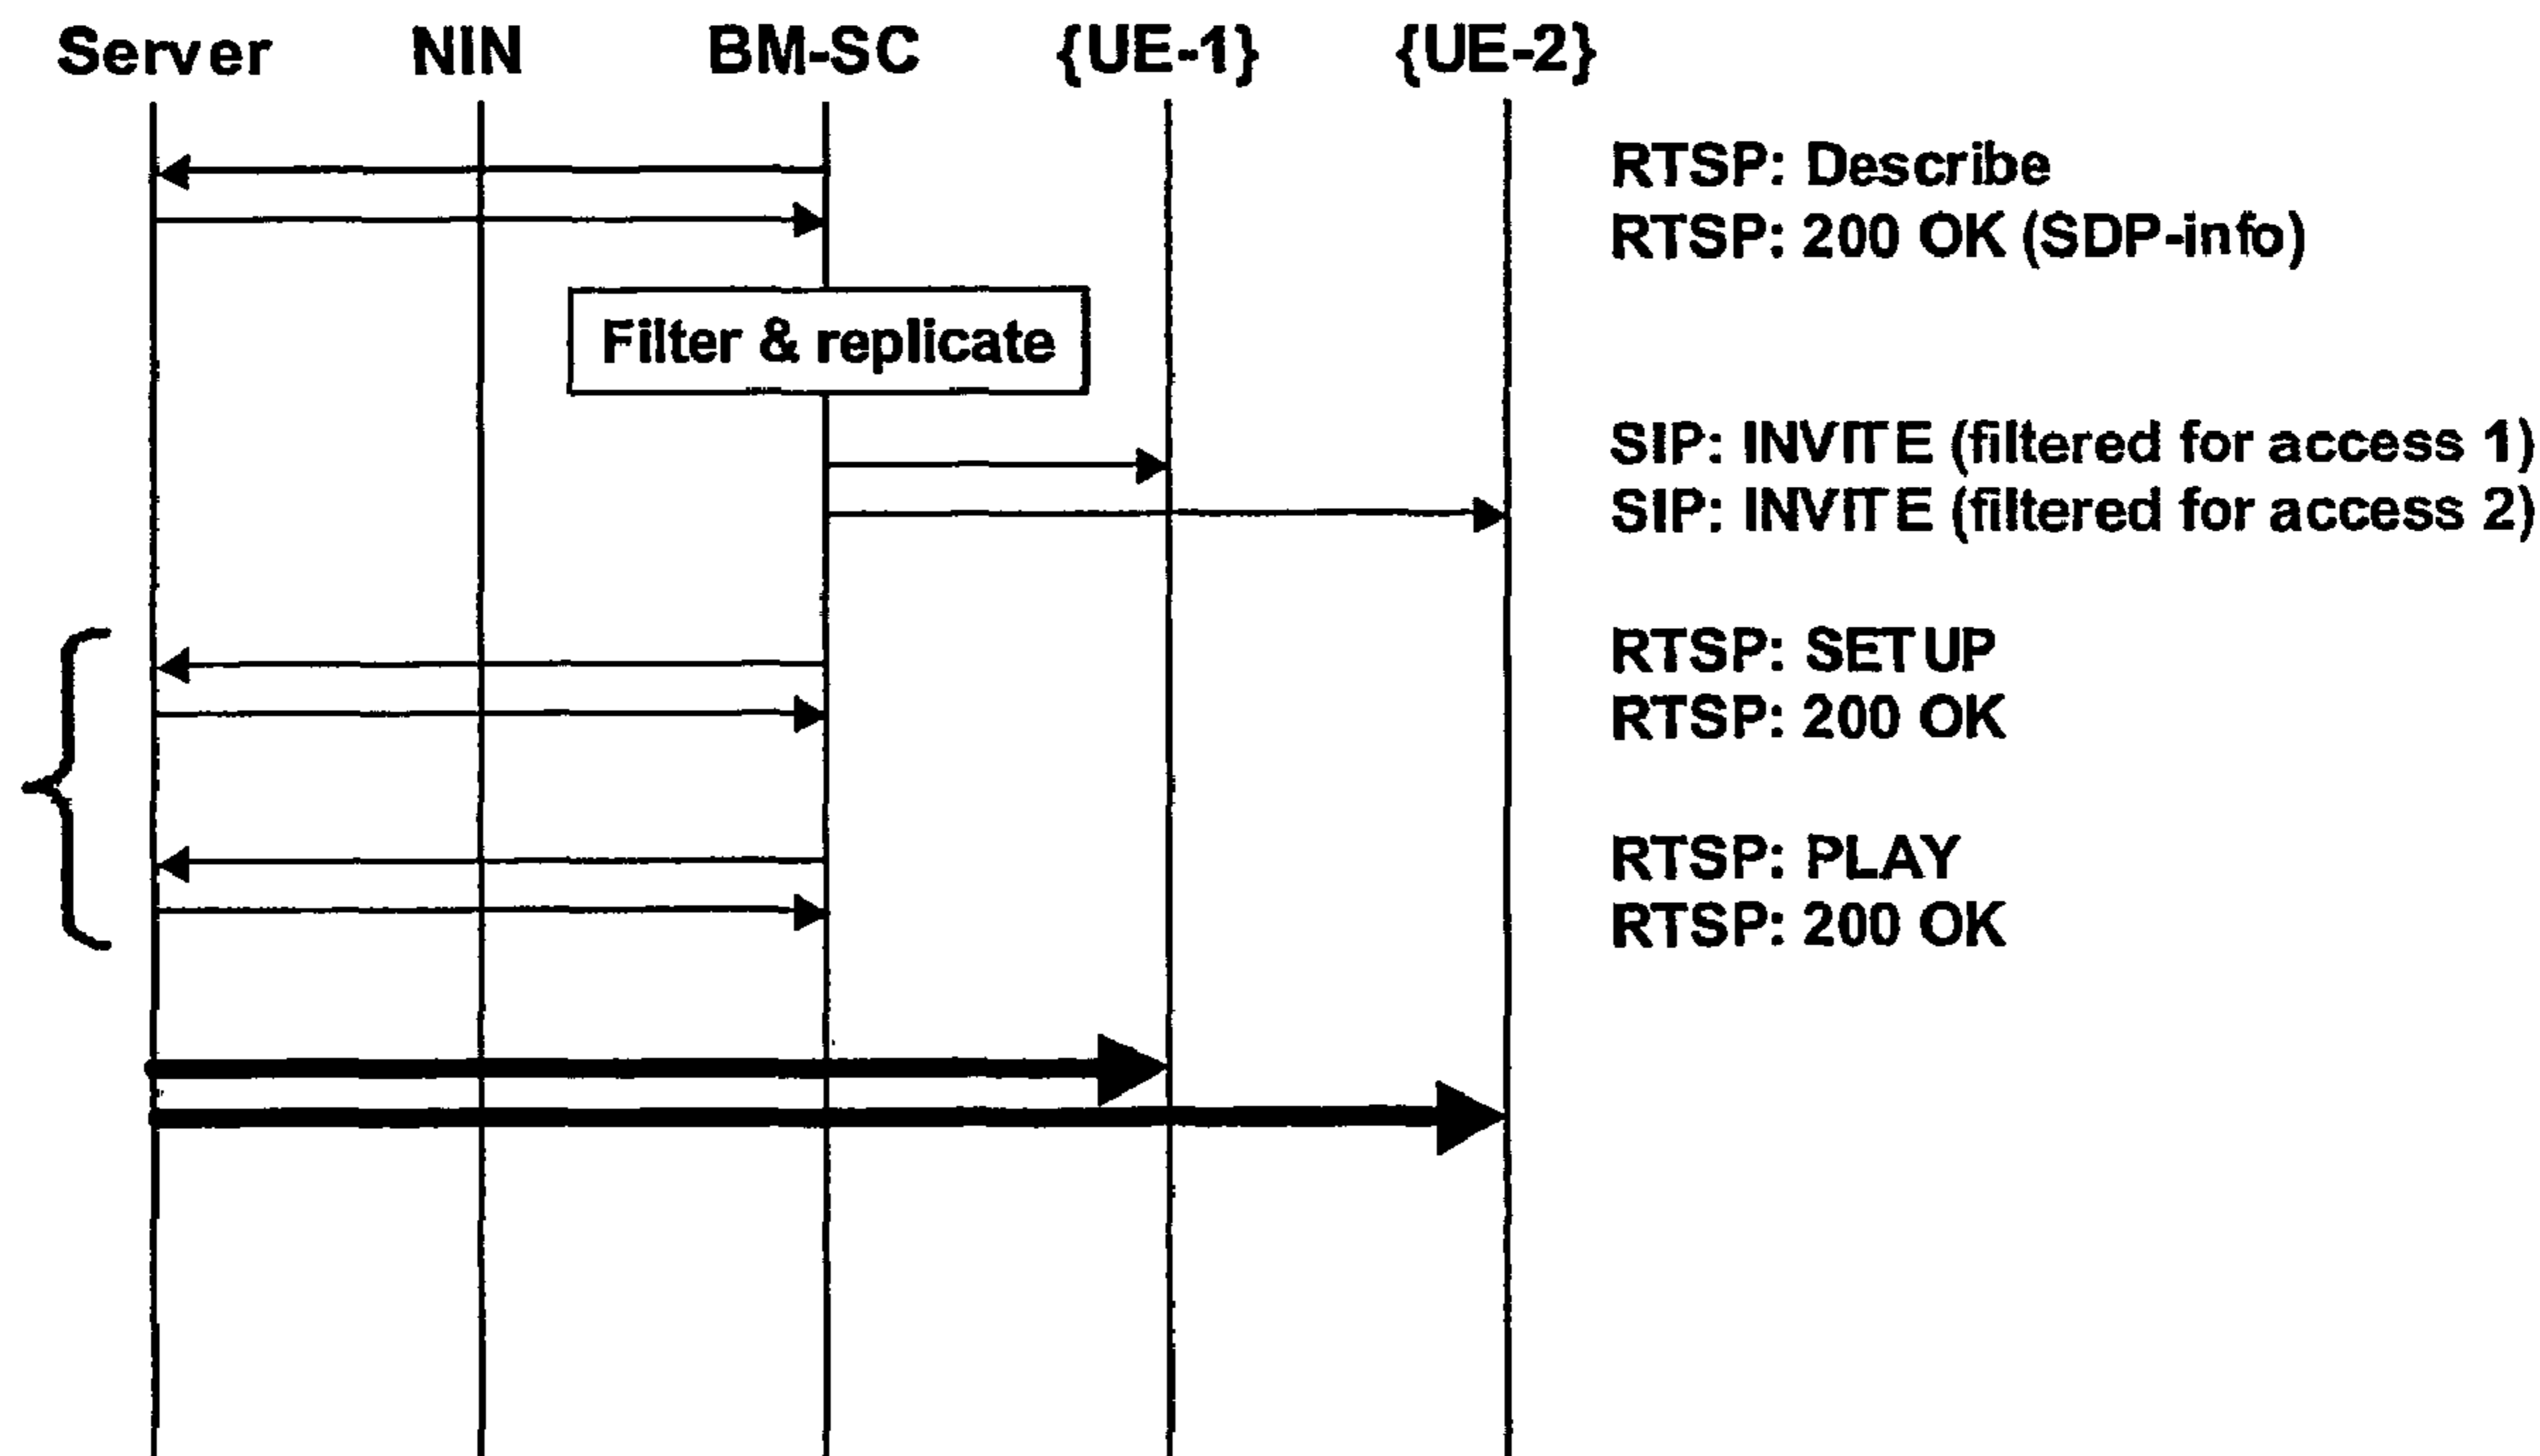 Server NIN BM-SC {UE-1} {UE-2}
RTSP: Describe
RTSP: 200 OK (SDP-info)
Filter & replicate
SIP: INVITE (filtered for access 1)
SIP: INVITE (filtered for access 2)
RTSP: SETUP
RTSP: 200 OK
RTSP: PLAY
RTSP: 200 OK